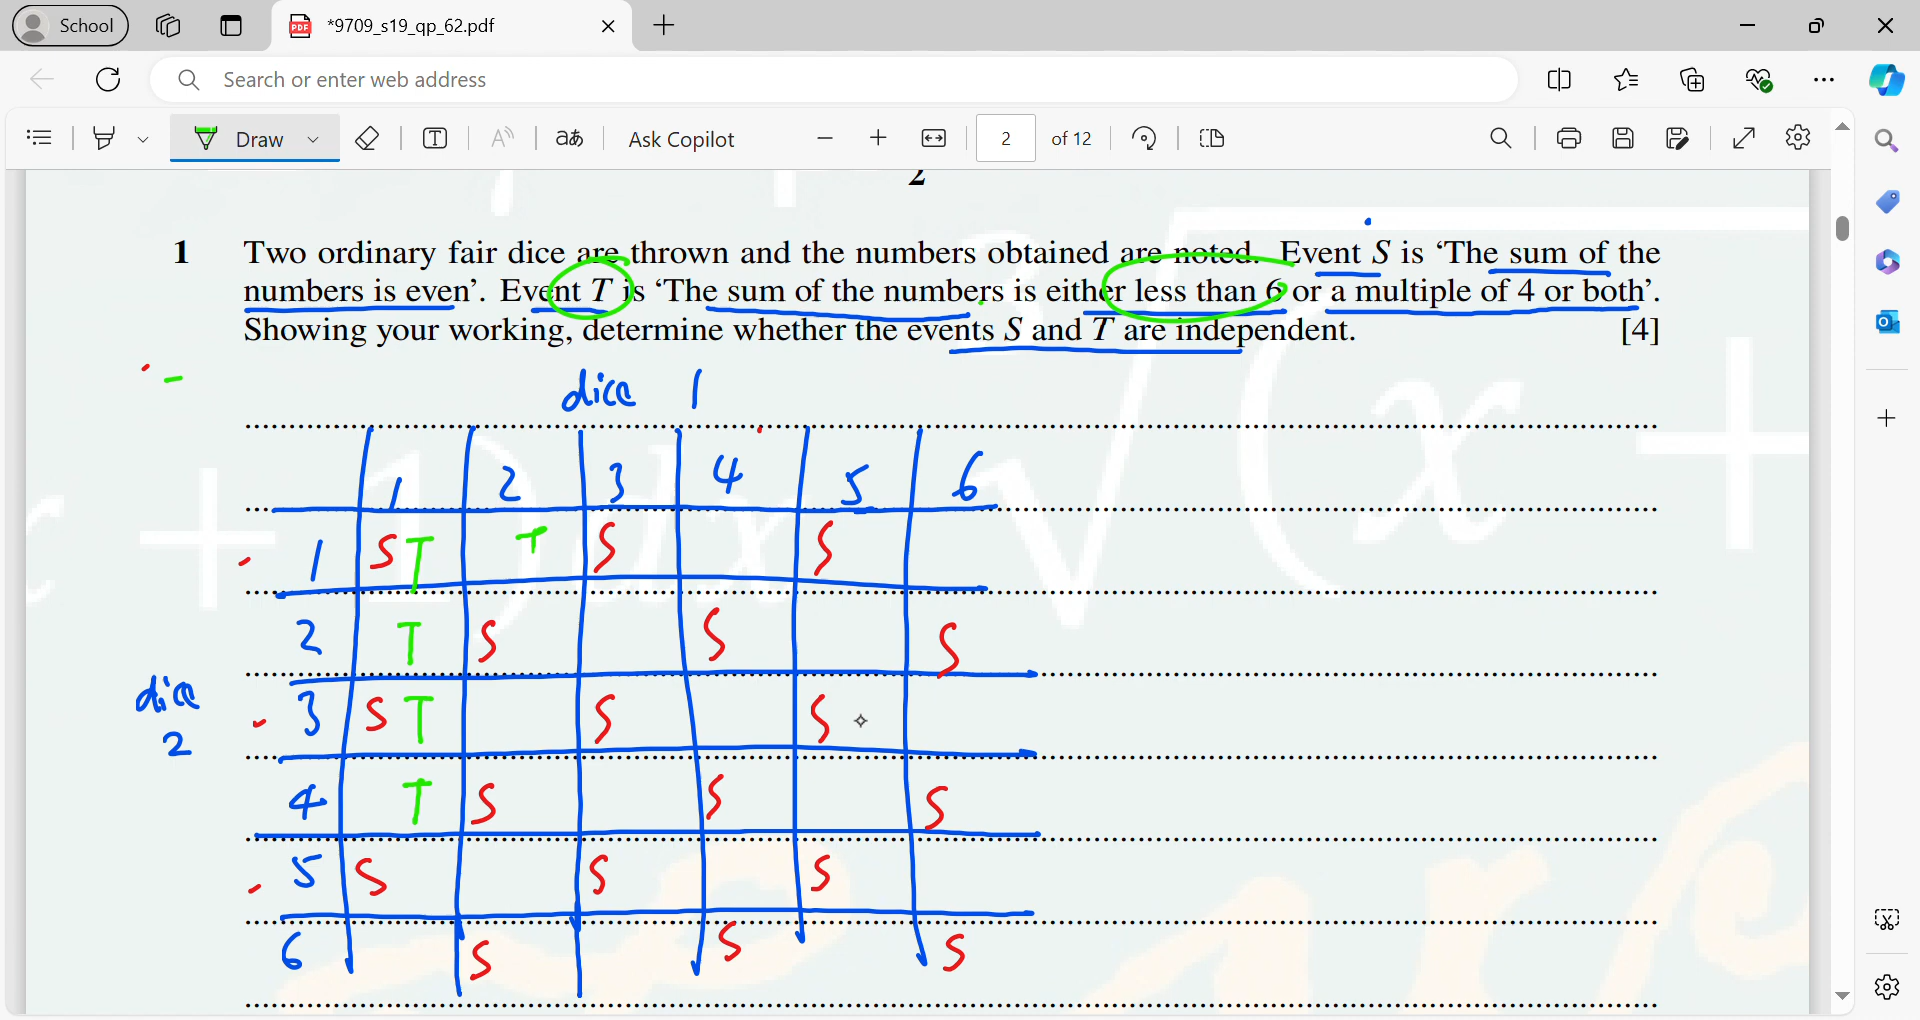 School
*9709_s19_qp_62.pdf
Search or enter web address
Draw
aあ
Ask Copilot
2 of 12
2
1 Two ordinary fair dice are thrown and the numbers obtained are noted. Event S is ‘The sum of the
numbers is even’. Event T is ‘The sum of the numbers is either less than 6 or a multiple of 4 or both’.
Showing your working, determine whether the events S and T are independent. [4]
dice 1
1 2 3 4 5 6
1 S T T S S
2 T S S S
dice 2
3 S T S S
4 T S S S
5 S S S
6 S S S